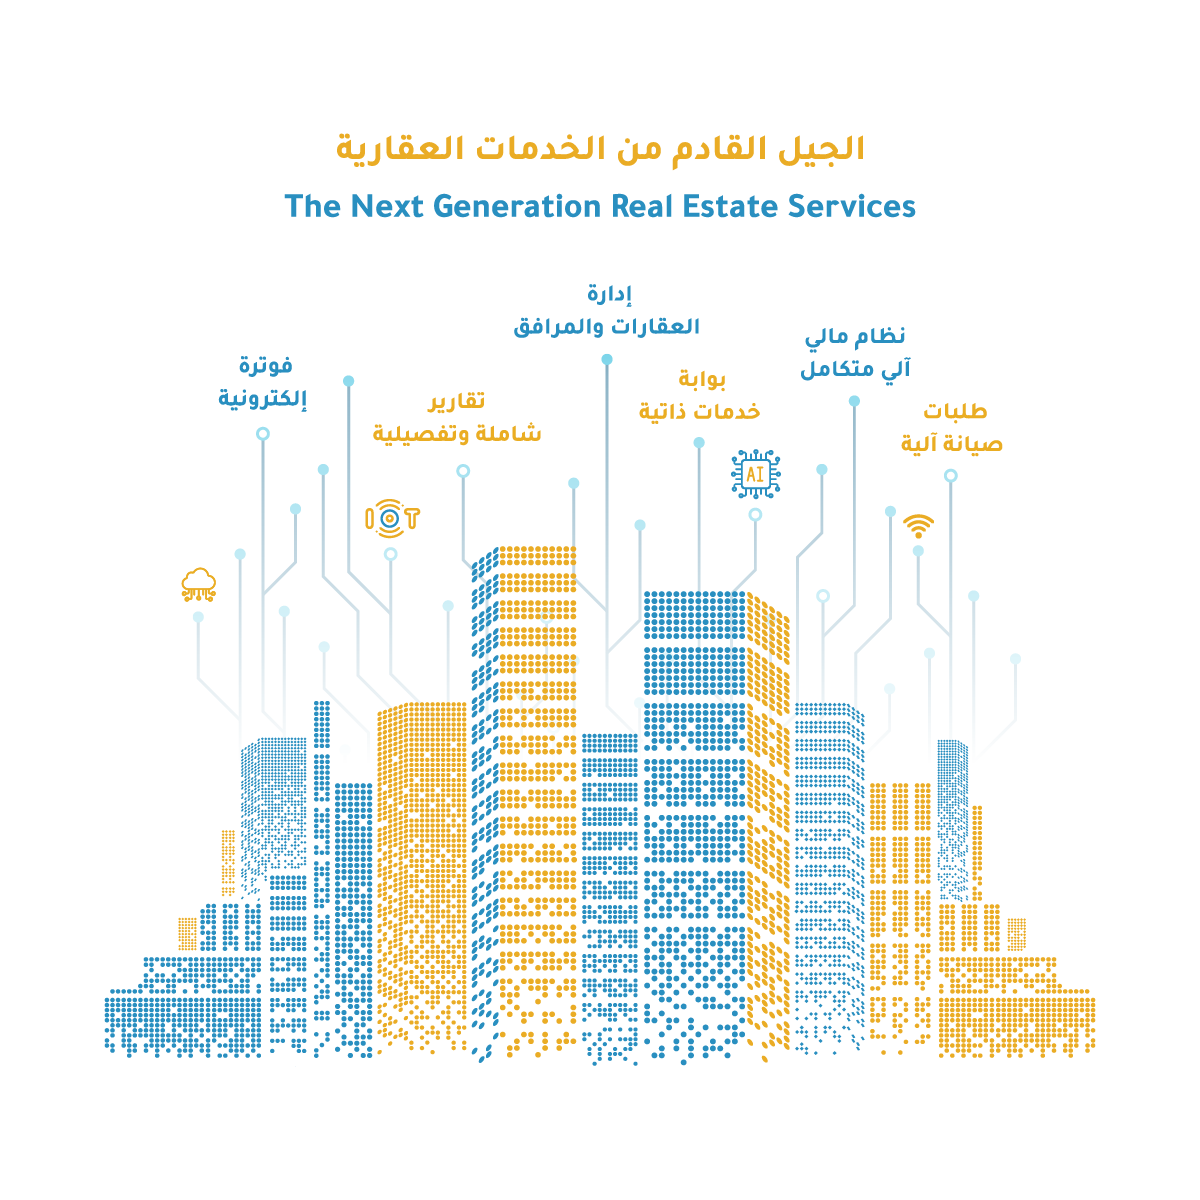 الجيل القادم من الخدمات العقارية
The Next Generation Real Estate Services
إدارة
العقارات والمرافق
نظام مالي
آلي متكامل
فوترة
إلكترونية
بوابة
خدمات ذاتية
تقارير
شاملة وتفصيلية
طلبات
صيانة آلية
AI
IOT